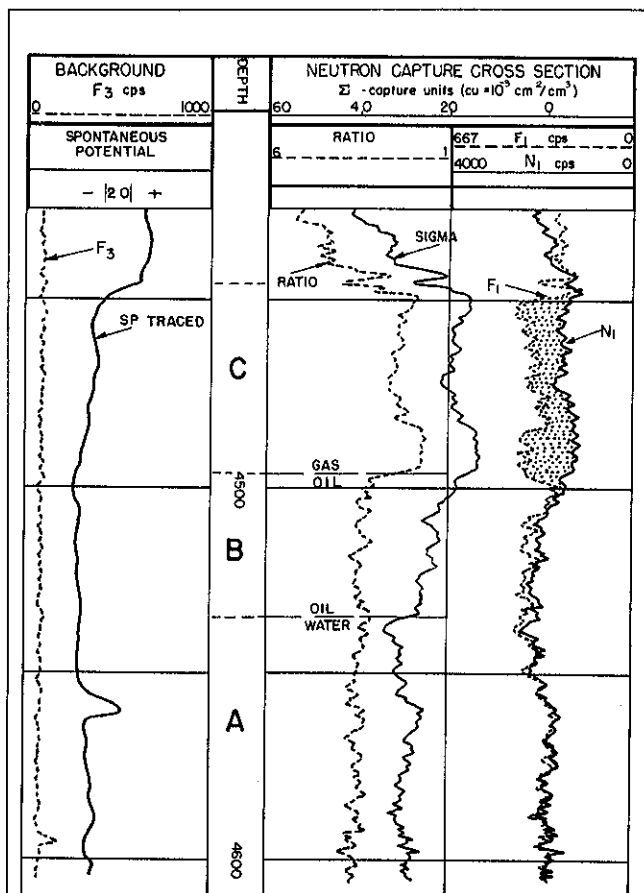 BACKGROUND
F3 cps
0 1000
SPONTANEOUS
POTENTIAL
- |20| +
DEPTH
NEUTRON CAPTURE CROSS SECTION
Σ - capture units (cu = 10⁻³ cm²/cm³)
60 40 20 0
RATIO
6 1
667 F1 cps 0
4000 N1 cps 0
F3
SP TRACED
SIGMA
RATIO
F1
N1
C
GAS
OIL
4500
B
OIL
WATER
A
4600